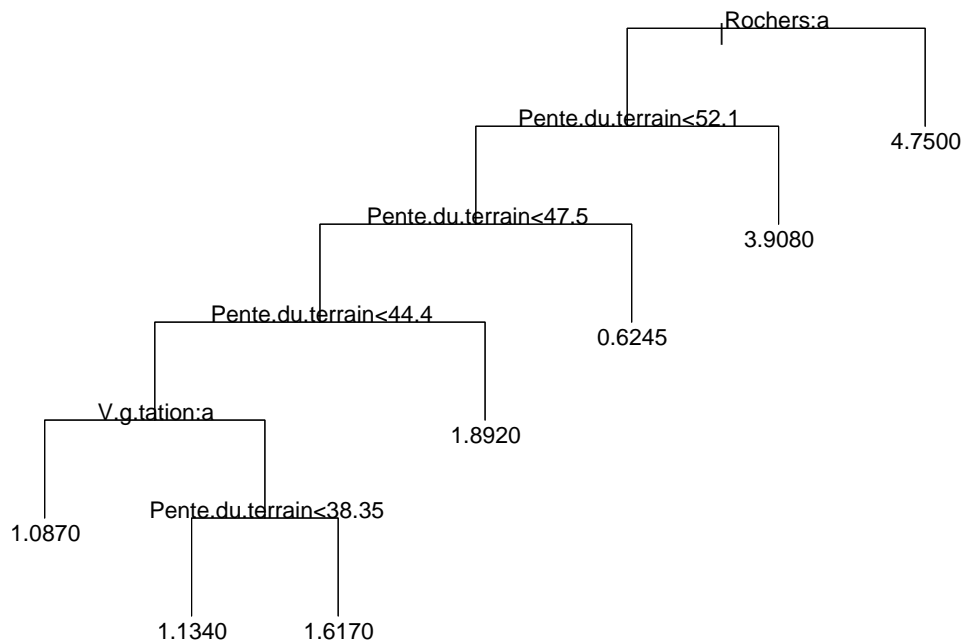 Rochers:a
Pente.du.terrain<52.1
4.7500
Pente.du.terrain<47.5
3.9080
Pente.du.terrain<44.4
0.6245
V.g.tation:a
1.8920
Pente.du.terrain<38.35
1.0870
1.1340
1.6170